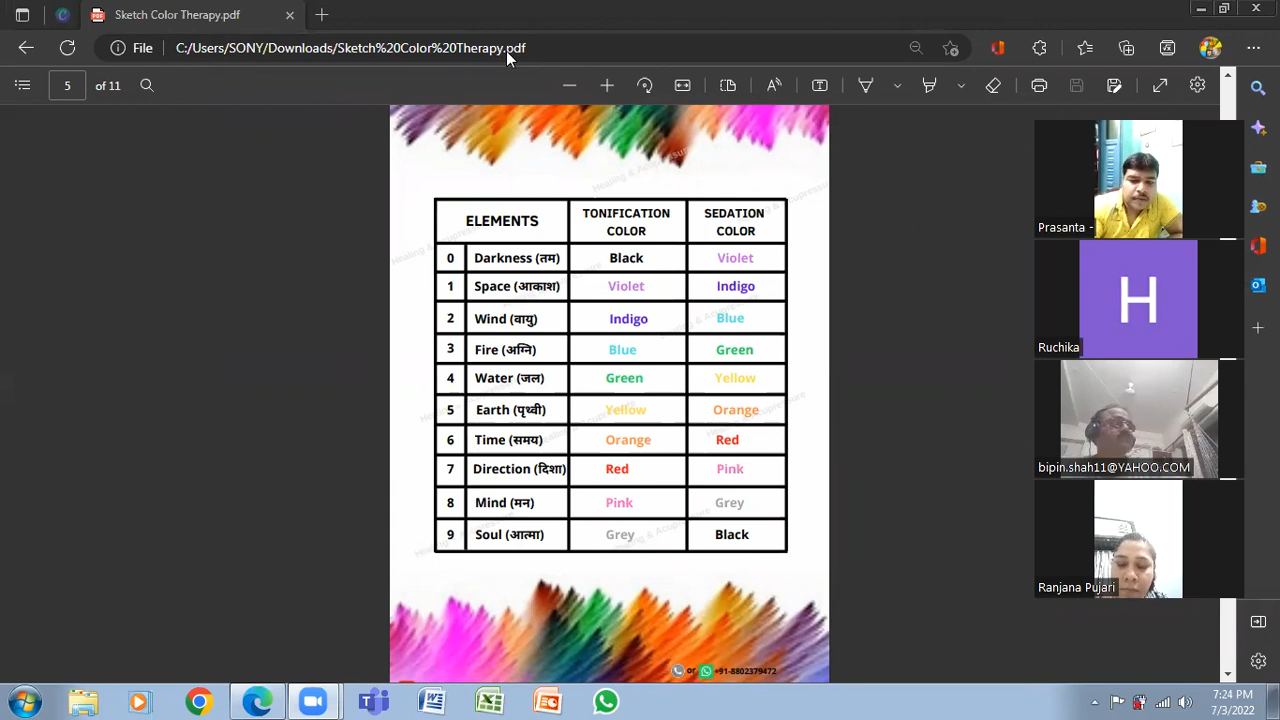 Sketch Color Therapy.pdf
File C:/Users/SONY/Downloads/Sketch%20Color%20Therapy.pdf
5 of 11
ELEMENTS TONIFICATION COLOR SEDATION COLOR
0 Darkness (तम) Black Violet
1 Space (आकाश) Violet Indigo
2 Wind (वायु) Indigo Blue
3 Fire (अग्नि) Blue Green
4 Water (जल) Green Yellow
5 Earth (पृथ्वी) Yellow Orange
6 Time (समय) Orange Red
7 Direction (दिशा) Red Pink
8 Mind (मन) Pink Grey
9 Soul (आत्मा) Grey Black
Healing & Acupressure
or +91-8802379472
Prasanta -
H
Ruchika
bipin.shah11@YAHOO.COM
Ranjana Pujari
7:24 PM
7/3/2022